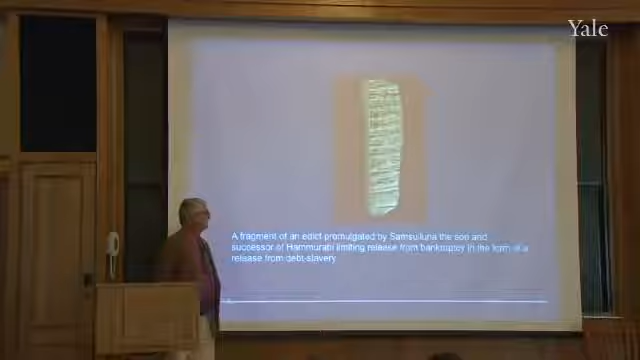 Yale
A fragment of an edict promulgated by Samsuiluna the son and
successor of Hammurabi limiting release from bankruptcy in the form of a
release from debt-slavery